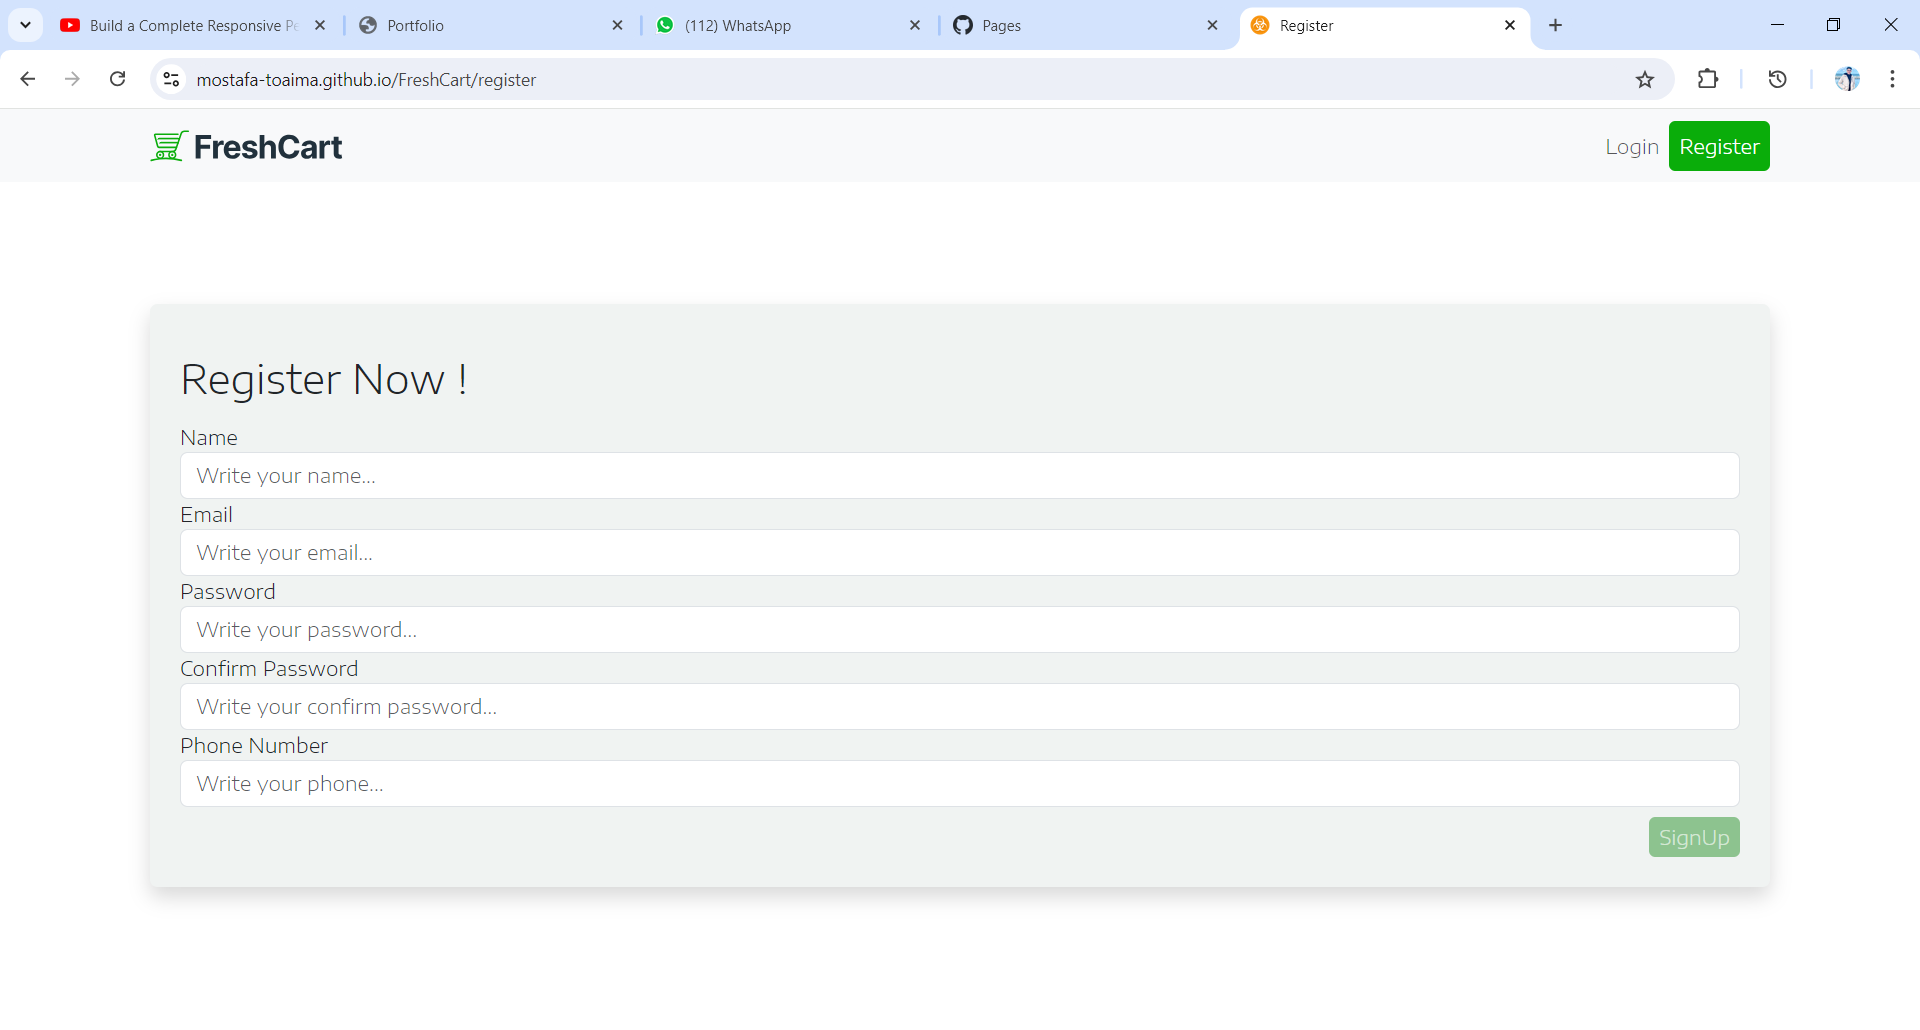 Build a Complete Responsive Pe
Portfolio
(112) WhatsApp
Pages
Register
mostafa-toaima.github.io/FreshCart/register
FreshCart
Login
Register
Register Now !
Name
Write your name...
Email
Write your email...
Password
Write your password...
Confirm Password
Write your confirm password...
Phone Number
Write your phone...
SignUp